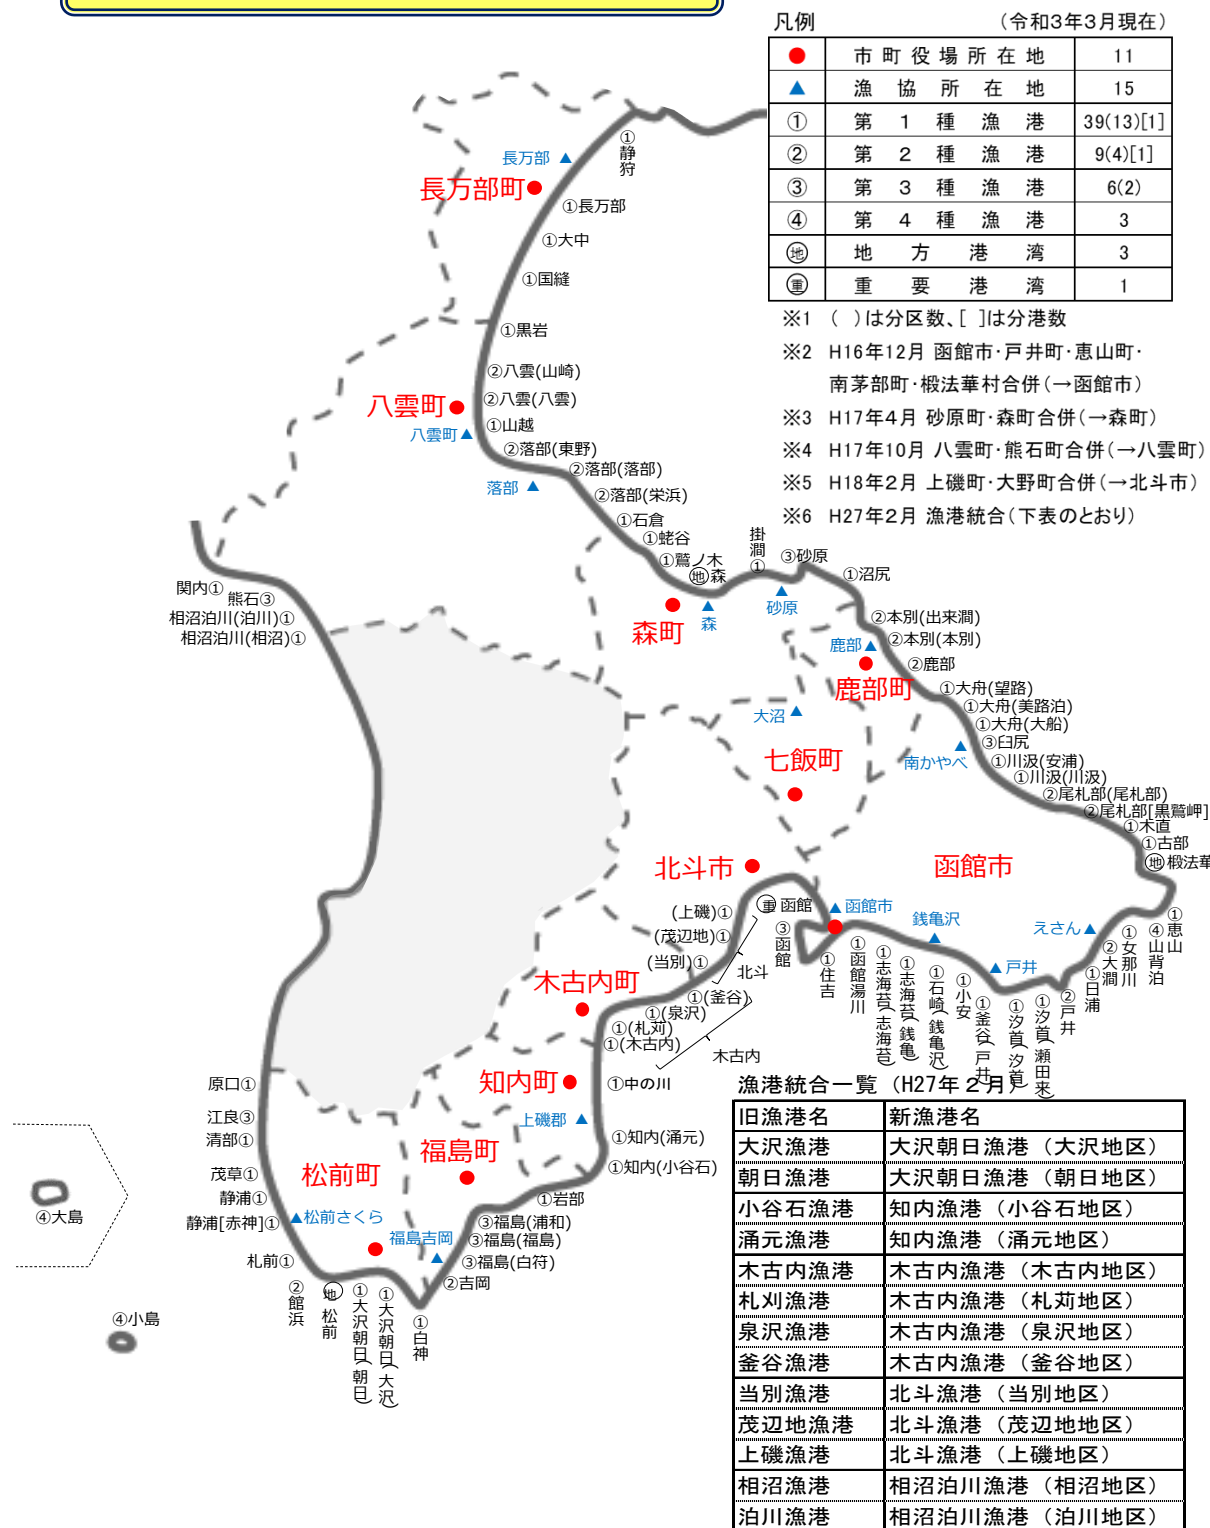 凡例　（令和3年3月現在）
● 市町役場所在地 11
▲ 漁協所在地 15
① 第1種漁港 39(13)[1]
② 第2種漁港 9(4)[1]
③ 第3種漁港 6(2)
④ 第4種漁港 3
㊍ 地方港湾 3
重 重要港湾 1
※1 ( )は分区数、[ ]は分港数
※2 H16年12月 函館市･戸井町･恵山町･
南茅部町･椴法華村合併(→函館市)
※3 H17年4月 砂原町･森町合併(→森町)
※4 H17年10月 八雲町･熊石町合併(→八雲町)
※5 H18年2月 上磯町･大野町合併(→北斗市)
※6 H27年2月 漁港統合(下表のとおり)
①静狩
長万部▲
長万部町
①長万部
①大中
①国縫
①黒岩
②八雲(山崎)
②八雲(八雲)
八雲町
①山越
八雲町▲
②落部(東野)
②落部(落部)
落部▲
②落部(栄浜)
①石倉
①蛯谷
①鷲ノ木
地森
掛澗①
③砂原
①沼尻
砂原
森
森町
関内①
熊石③
相沼泊川(泊川)①
相沼泊川(相沼)①
②本別(出来澗)
②本別(本別)
鹿部▲
②鹿部
鹿部町
①大舟(望路)
①大舟(美路泊)
①大舟(大船)
③臼尻
大沼▲
南かやべ
①川汲(安浦)
①川汲(川汲)
②尾札部(尾札部)
②尾札部[黒鷲岬]
①木直
①古部
地椴法華
七飯町
北斗市
函館市
(上磯)①
(茂辺地)①
(当別)①
北斗
重函館
③函館
▲函館市
銭亀沢
えさん▲
▲戸井
①恵山
④山背泊
①女那川
②大澗
①日浦
②戸井
①汐首(瀬田来)
①汐首(汐首)
①釜谷(戸井)
①小安
①石崎(銭亀沢)
①志海苔(銭亀)
①志海苔(志海苔)
①函館湯川
①住吉
木古内町
①(釜谷)
①(泉沢)
①(札苅)
①(木古内)
木古内
知内町
①中の川
上磯郡▲
①知内(涌元)
①知内(小谷石)
福島町
①岩部
③福島(浦和)
③福島(福島)
③福島(白符)
福島吉岡
②吉岡
松前町
原口①
江良③
清部①
茂草①
静浦①
静浦[赤神]①
▲松前さくら
札前①
②館浜
地松前
①大沢朝日(朝日)
①大沢朝日(大沢)
①白神
④大島
④小島
漁港統合一覧（H27年２月）
旧漁港名 新漁港名
大沢漁港 大沢朝日漁港（大沢地区）
朝日漁港 大沢朝日漁港（朝日地区）
小谷石漁港 知内漁港（小谷石地区）
涌元漁港 知内漁港（涌元地区）
木古内漁港 木古内漁港（木古内地区）
札刈漁港 木古内漁港（札苅地区）
泉沢漁港 木古内漁港（泉沢地区）
釜谷漁港 木古内漁港（釜谷地区）
当別漁港 北斗漁港（当別地区）
茂辺地漁港 北斗漁港（茂辺地地区）
上磯漁港 北斗漁港（上磯地区）
相沼漁港 相沼泊川漁港（相沼地区）
泊川漁港 相沼泊川漁港（泊川地区）